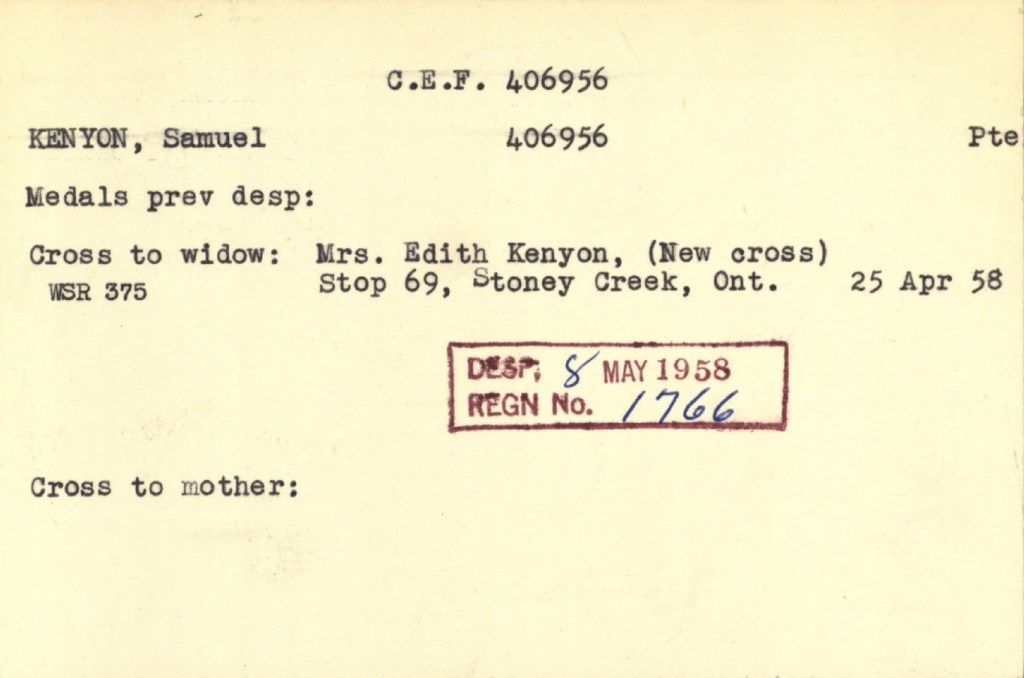 C.E.F. 406956
KENYON, Samuel 406956 Pte
Medals prev desp:
Cross to widow: Mrs. Edith Kenyon, (New cross)
WSR 375 Stop 69, Stoney Creek, Ont. 25 Apr 58
DESP. 8 MAY 1958
REGN No. 1766
Cross to mother: